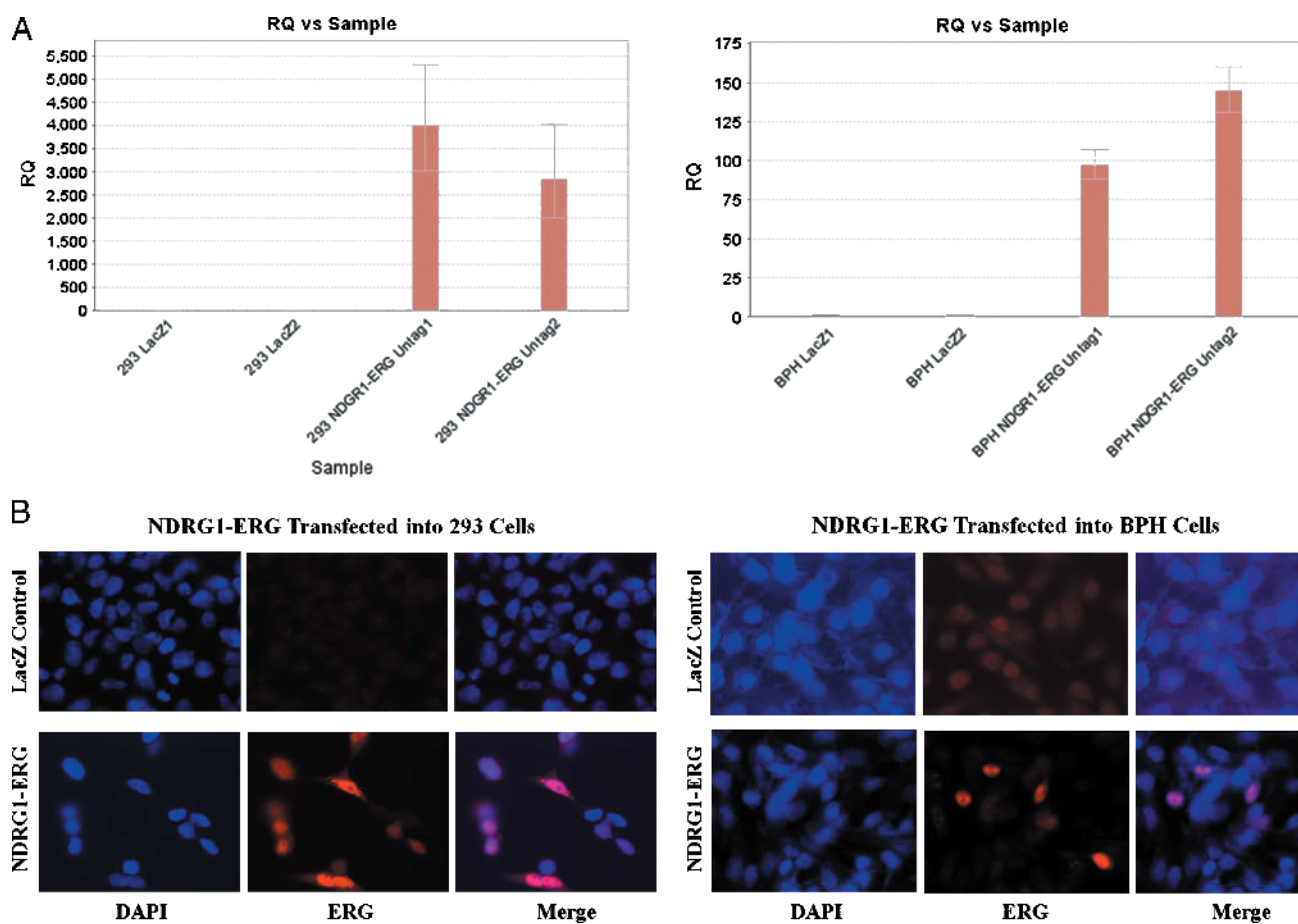 A
RQ vs Sample
5,500
5,000
4,500
4,000
3,500
3,000
2,500
2,000
1,500
1,000
500
0
RQ
293 LacZ1
293 LacZ2
293 NDGR1-ERG Untag1
293 NDGR1-ERG Untag2
Sample
RQ vs Sample
175
150
125
100
75
50
25
0
RQ
BPH LacZ1
BPH LacZ2
BPH NDGR1-ERG Untag1
BPH NDGR1-ERG Untag2
B
NDRG1-ERG Transfected into 293 Cells
LacZ Control
NDRG1-ERG
DAPI
ERG
Merge
NDRG1-ERG Transfected into BPH Cells
LacZ Control
NDRG1-ERG
DAPI
ERG
Merge